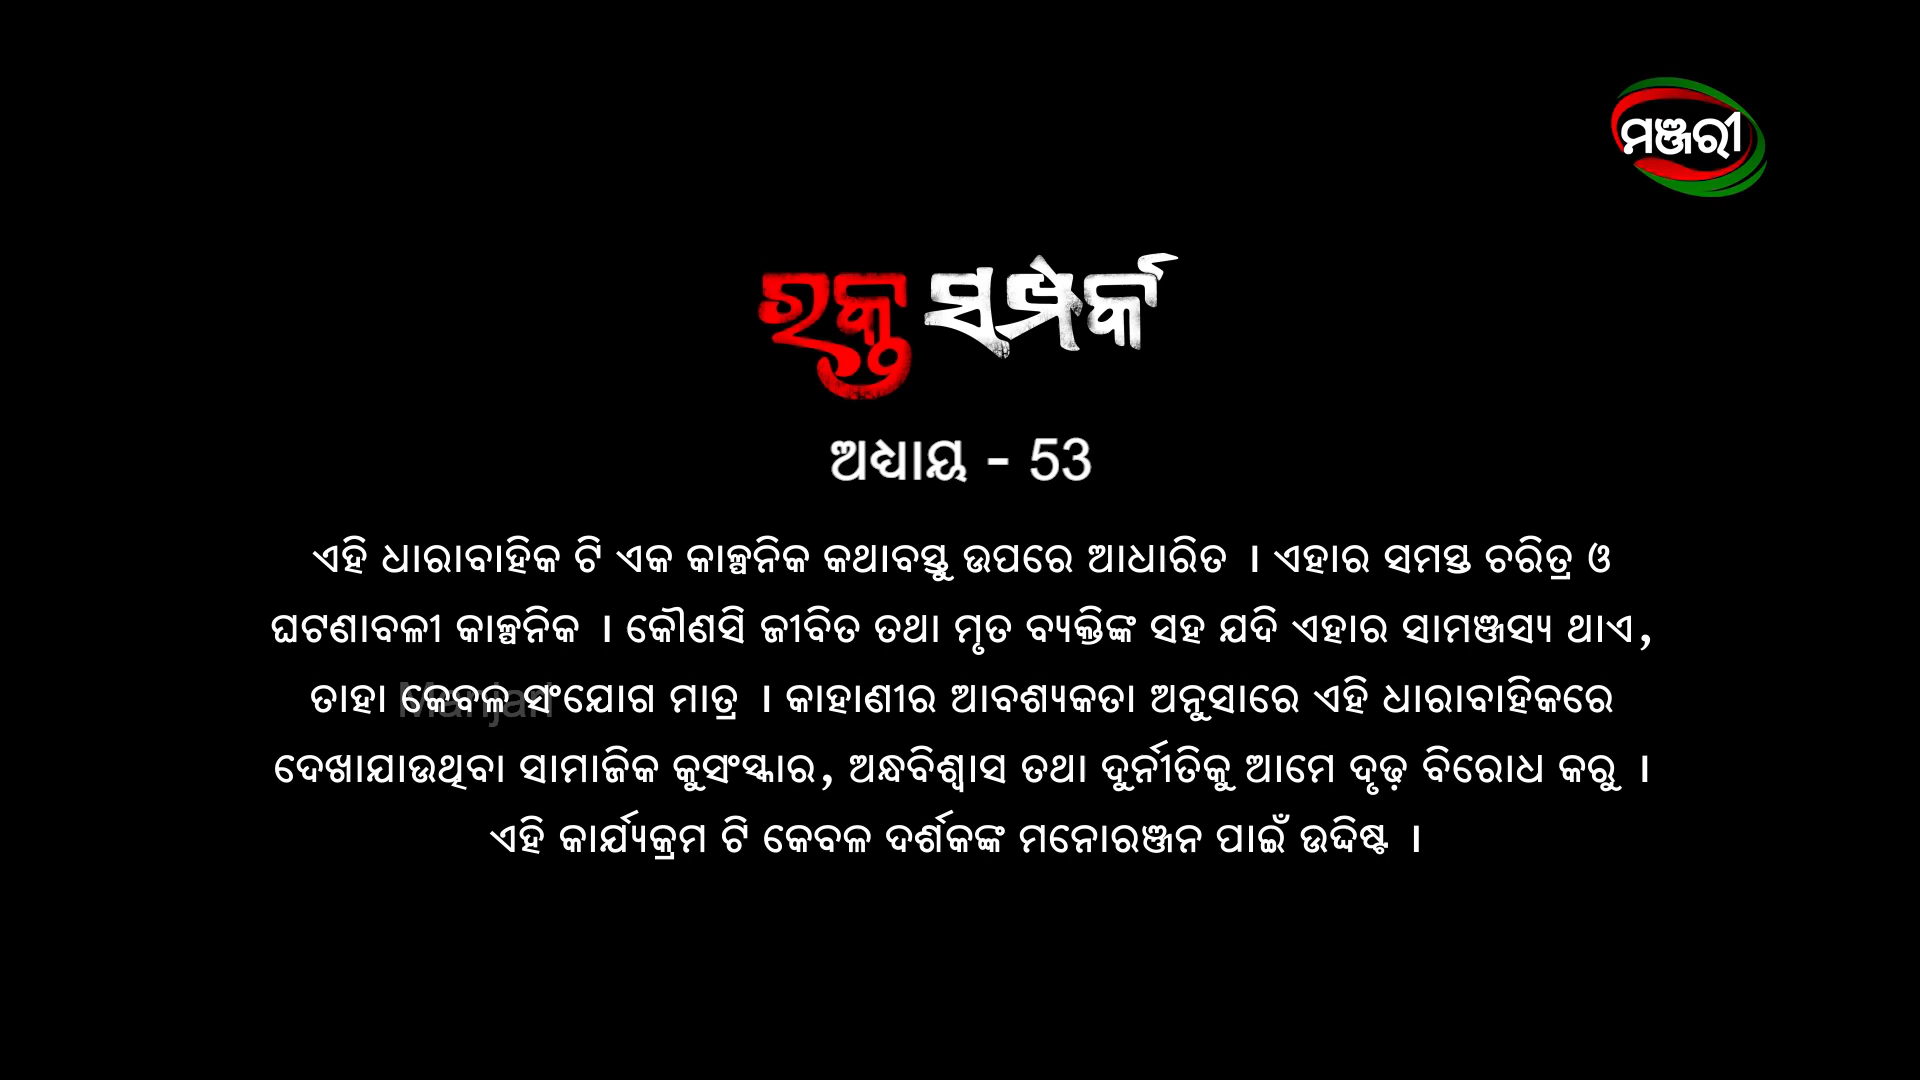 ମଞ୍ଜରୀ
ରକ୍ତ ସମ୍ପର୍କ
ଅଧ୍ୟାୟ - 53
ଏହି ଧାରାବାହିକ ଟି ଏକ କାଳ୍ପନିକ କଥାବସ୍ତୁ ଉପରେ ଆଧାରିତ । ଏହାର ସମସ୍ତ ଚରିତ୍ର ଓ
ଘଟଣାବଳୀ କାଳ୍ପନିକ । କୌଣସି ଜୀବିତ ତଥା ମୃତ ବ୍ୟକ୍ତିଙ୍କ ସହ ଯଦି ଏହାର ସାମଞ୍ଜସ୍ୟ ଥାଏ,
ତାହା କେବଳ ସଂଯୋଗ ମାତ୍ର । କାହାଣୀର ଆବଶ୍ୟକତା ଅନୁସାରେ ଏହି ଧାରାବାହିକରେ
Manjari
ଦେଖାଯାଉଥିବା ସାମାଜିକ କୁସଂସ୍କାର, ଅନ୍ଧବିଶ୍ୱାସ ତଥା ଦୁର୍ନୀତିକୁ ଆମେ ଦୃଢ଼ ବିରୋଧ କରୁ ।
ଏହି କାର୍ଯ୍ୟକ୍ରମ ଟି କେବଳ ଦର୍ଶକଙ୍କ ମନୋରଞ୍ଜନ ପାଇଁ ଉଦ୍ଦିଷ୍ଟ ।